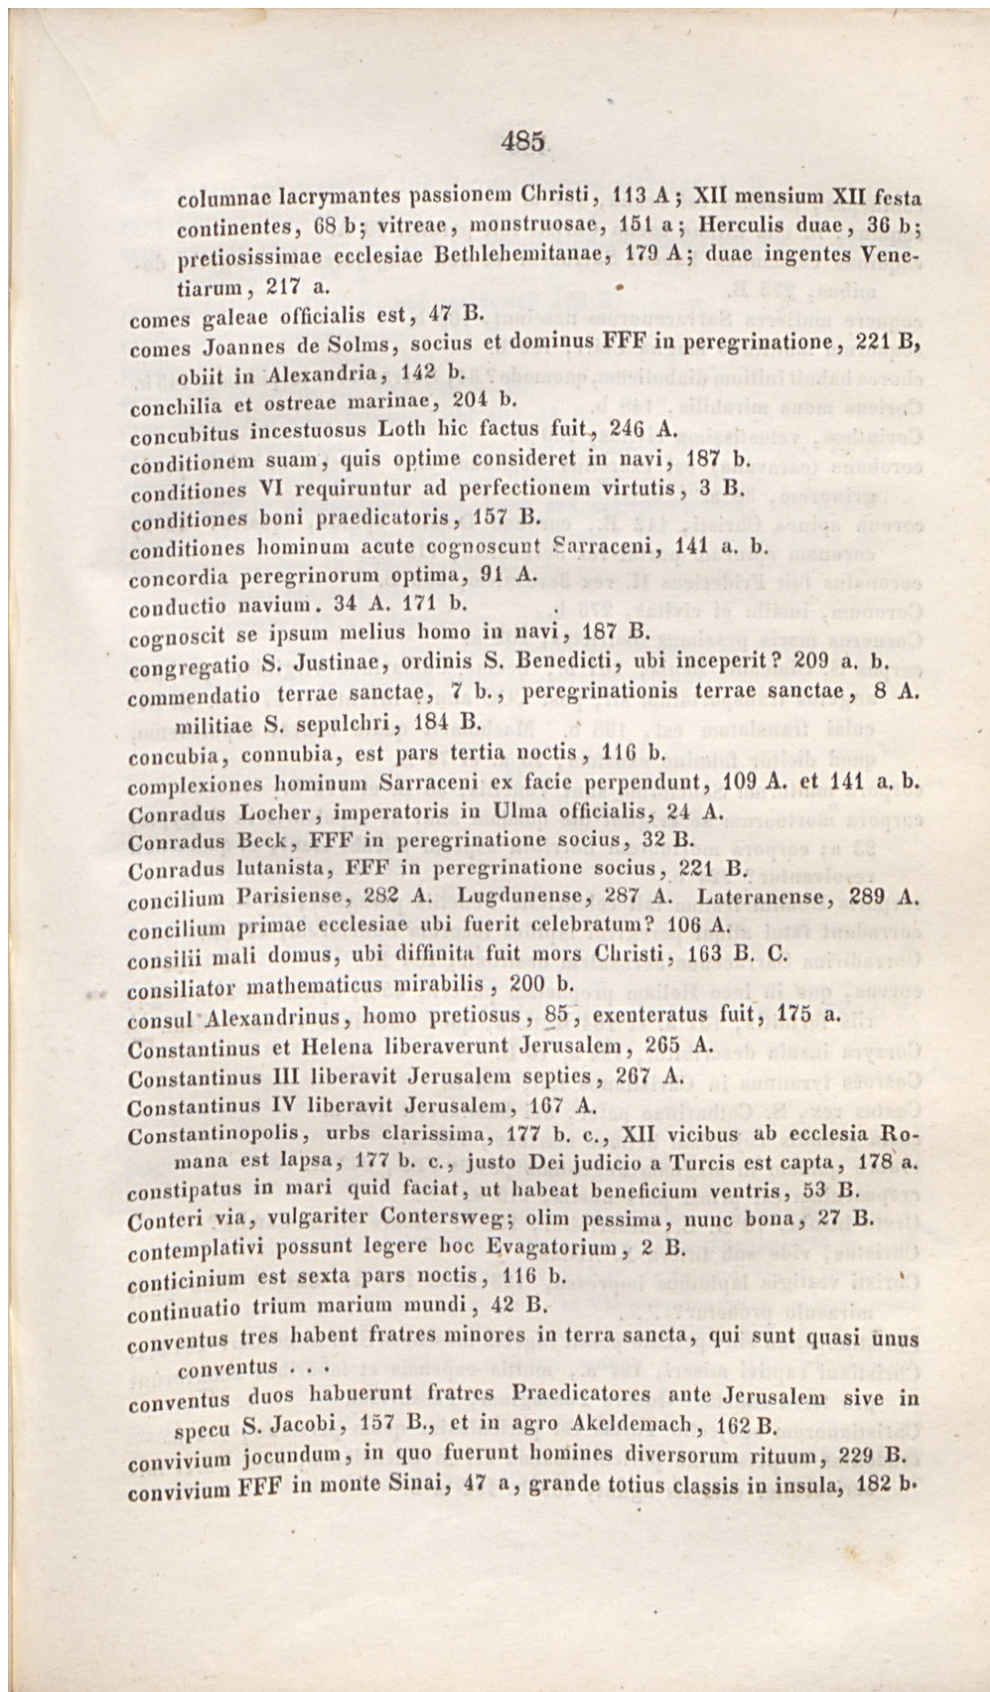 485
columnae lacrymantes passionem Christi, 113 A; XII mensium XII festa
continentes, 68 b; vitreae, monstruosae, 151 a; Herculis duae, 36 b;
pretiosissimae ecclesiae Bethlehemitanae, 179 A; duae ingentes Vene-
tiarum, 217 a.
comes galeae officialis est, 47 B.
comes Joannes de Solms, socius et dominus FFF in peregrinatione, 221 B,
obiit in Alexandria, 142 b.
conchilia et ostreae marinae, 204 b.
concubitus incestuosus Loth hic factus fuit, 246 A.
conditionem suam, quis optime consideret in navi, 187 b.
conditiones VI requiruntur ad perfectionem virtutis, 3 B.
conditiones boni praedicatoris, 157 B.
conditiones hominum acute cognoscunt Sarraceni, 141 a. b.
concordia peregrinorum optima, 91 A.
conductio navium. 34 A. 171 b.
cognoscit se ipsum melius homo in navi, 187 B.
congregatio S. Justinae, ordinis S. Benedicti, ubi inceperit? 209 a. b.
commendatio terrae sanctae, 7 b., peregrinationis terrae sanctae, 8 A.
militiae S. sepulchri, 184 B.
concubia, connubia, est pars tertia noctis, 116 b.
complexiones hominum Sarraceni ex facie perpendunt, 109 A. et 141 a. b.
Conradus Locher, imperatoris in Ulma officialis, 24 A.
Conradus Beck, FFF in peregrinatione socius, 32 B.
Conradus lutanista, FFF in peregrinatione socius, 221 B.
concilium Parisiense, 282 A. Lugdunense, 287 A. Lateranense, 289 A.
concilium primae ecclesiae ubi fuerit celebratum? 106 A.
consilii mali domus, ubi diffinita fuit mors Christi, 163 B. C.
consiliator mathematicus mirabilis, 200 b.
consul Alexandrinus, homo pretiosus, 85, exenteratus fuit, 175 a.
Constantinus et Helena liberaverunt Jerusalem, 265 A.
Constantinus III liberavit Jerusalem septies, 267 A.
Constantinus IV liberavit Jerusalem, 167 A.
Constantinopolis, urbs clarissima, 177 b. c., XII vicibus ab ecclesia Ro-
mana est lapsa, 177 b. c., justo Dei judicio a Turcis est capta, 178 a.
constipatus in mari quid faciat, ut habeat beneficium ventris, 53 B.
Conteri via, vulgariter Contersweg; olim pessima, nunc bona, 27 B.
contemplativi possunt legere hoc Evagatorium, 2 B.
conticinium est sexta pars noctis, 116 b.
continuatio trium marium mundi, 42 B.
conventus tres habent fratres minores in terra sancta, qui sunt quasi unus
conventus . . .
conventus duos habuerunt fratres Praedicatores ante Jerusalem sive in
specu S. Jacobi, 157 B., et in agro Akeldemach, 162 B.
convivium jocundum, in quo fuerunt homines diversorum rituum, 229 B.
convivium FFF in monte Sinai, 47 a, grande totius classis in insula, 182 b.